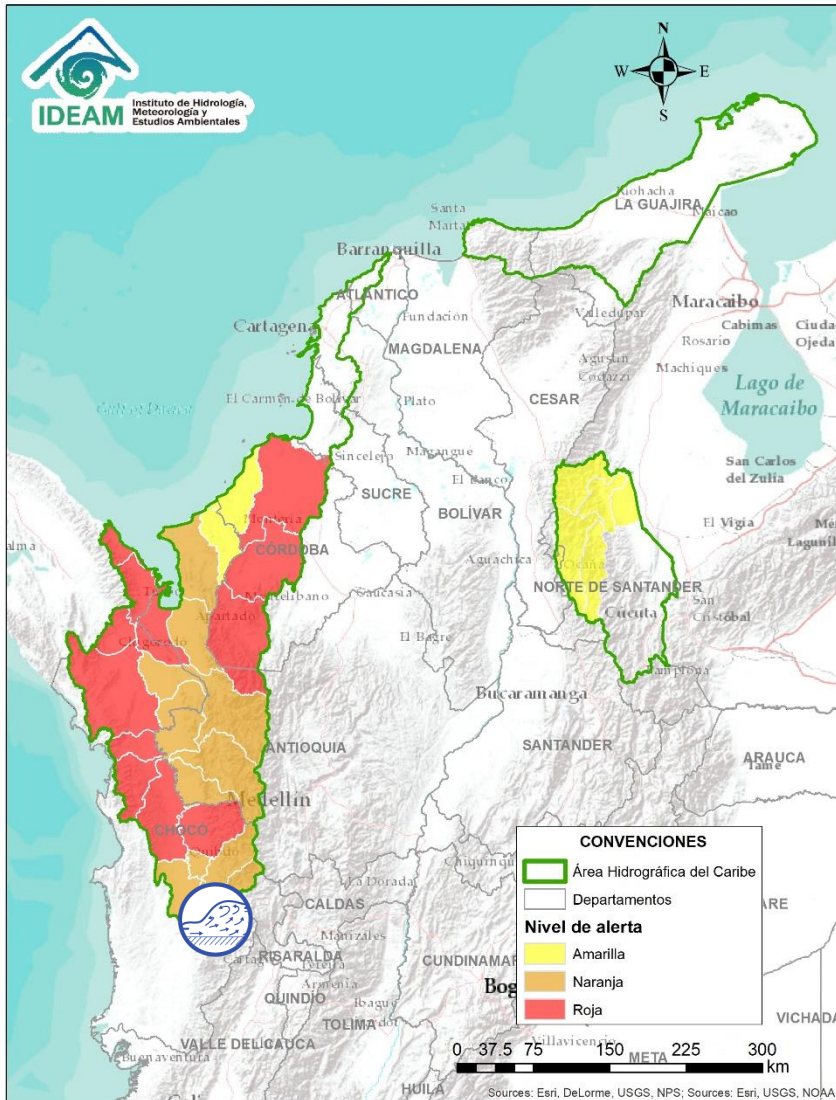 IDEAM
Instituto de Hidrología,
Meteorología y
Estudios Ambientales
N
W
E
S
Riohacha
LA GUAJIRA
Maicao
Santa
Marta
Barranquilla
ATLÁNTICO
Maracaibo
Cartagena
Fundación
Valledupar
Cabimas
Ciudad
Ojeda
Rosario
MAGDALENA
Machiques
Agustín
Codazzi
CESAR
Lago de
Maracaibo
El Carmen de Bolívar
Plato
Sincelejo
Magangué
San Carlos
del Zulia
El Banco
SUCRE
BOLÍVAR
Montería
El Vigía
CÓRDOBA
Aguachica
Ocaña
NORTE DE SANTANDER
Montelíbano
Caucasia
Apartadó
Cúcuta
San
Cristóbal
Chigorodó
El Bagre
Pamplona
Bucaramanga
ANTIOQUIA
SANTANDER
ARAUCA
Tame
Medellín
CHOCÓ
Quibdó
La Dorada
CALDAS
Manizales
RISARALDA
Pereira
CUNDINAMAR
Armenia
QUINDÍO
Ibagué
Bog
TOLIMA
VICHADA
VALLE DEL CAUCA
Villavicencio
Buenaventura
META
HUILA
CONVENCIONES
Área Hidrográfica del Caribe
Departamentos
Nivel de alerta
Amarilla
Naranja
Roja
0 37.5 75 150 225 300
km
Sources: Esri, DeLorme, USGS, NPS; Sources: Esri, USGS, NOAA